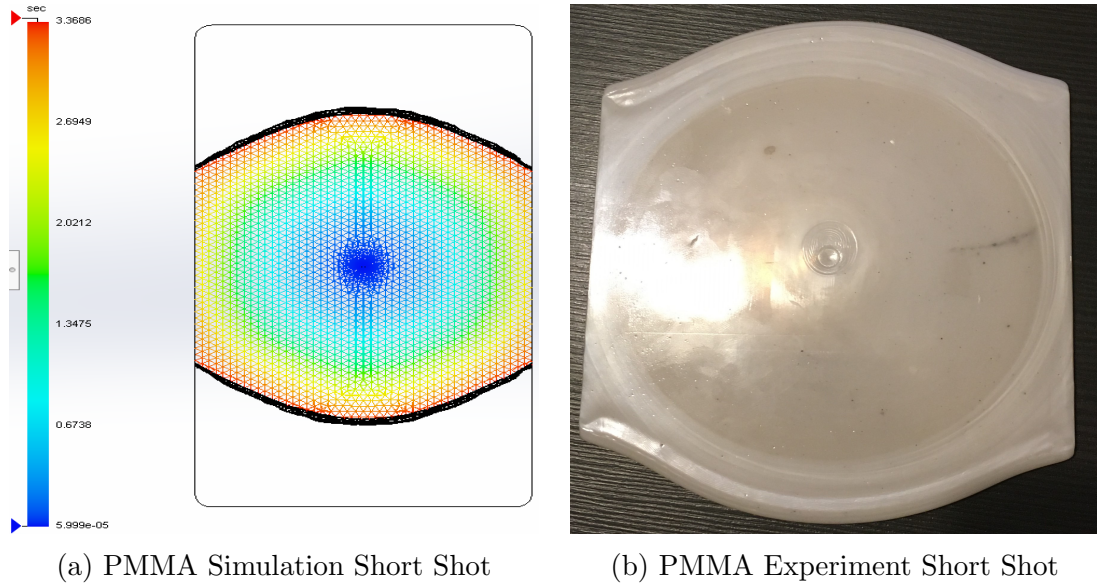 sec
3.3686
2.6949
2.0212
1.3475
0.6738
5.999e-05
(a) PMMA Simulation Short Shot
(b) PMMA Experiment Short Shot